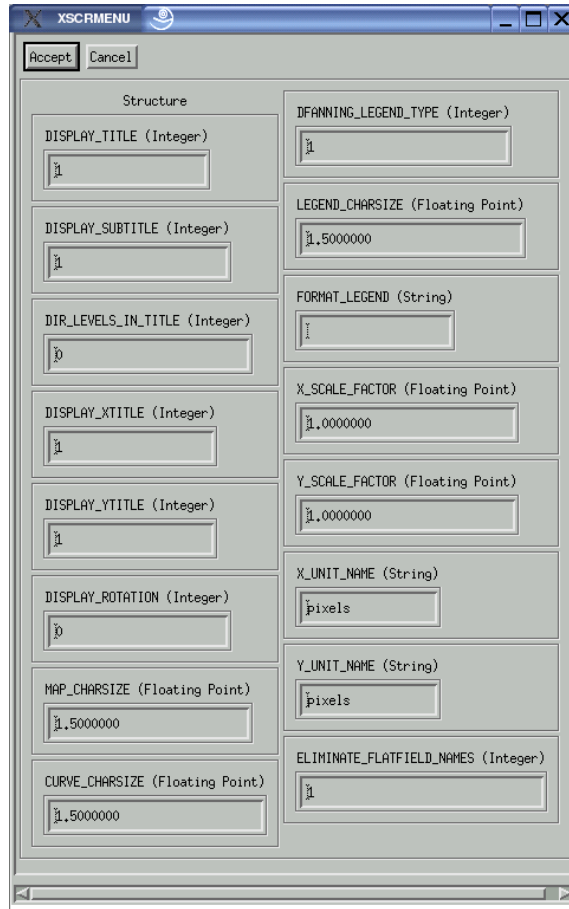 XSCRMENU
Accept Cancel
Structure
DISPLAY_TITLE (Integer)
1
DISPLAY_SUBTITLE (Integer)
1
DIR_LEVELS_IN_TITLE (Integer)
0
DISPLAY_XTITLE (Integer)
1
DISPLAY_YTITLE (Integer)
1
DISPLAY_ROTATION (Integer)
0
MAP_CHARSIZE (Floating Point)
1.5000000
CURVE_CHARSIZE (Floating Point)
1.5000000
DFANNING_LEGEND_TYPE (Integer)
1
LEGEND_CHARSIZE (Floating Point)
1.5000000
FORMAT_LEGEND (String)
X_SCALE_FACTOR (Floating Point)
1.0000000
Y_SCALE_FACTOR (Floating Point)
1.0000000
X_UNIT_NAME (String)
pixels
Y_UNIT_NAME (String)
pixels
ELIMINATE_FLATFIELD_NAMES (Integer)
1